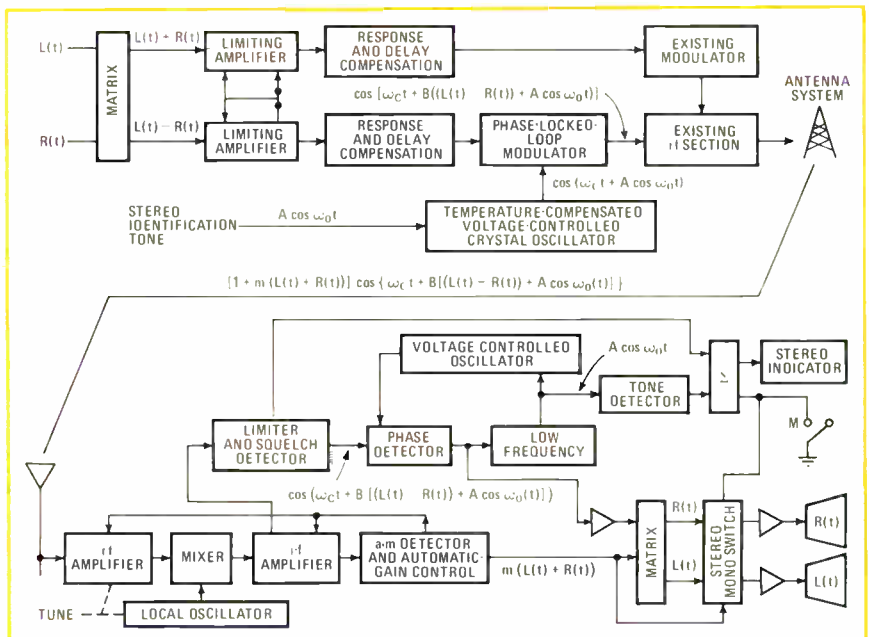 L(t)
L(t) + R(t)
MATRIX
LIMITING
AMPLIFIER
RESPONSE
AND DELAY
COMPENSATION
EXISTING
MODULATOR
ANTENNA
SYSTEM
cos [ωct + B((L(t) R(t)) + A cos ω0t)]
R(t)
L(t) – R(t)
LIMITING
AMPLIFIER
RESPONSE
AND DELAY
COMPENSATION
PHASE-LOCKED-
LOOP
MODULATOR
EXISTING
rf SECTION
cos (ωct + A cos ω0t)
STEREO
IDENTIFICATION
TONE
A cos ω0t
TEMPERATURE-COMPENSATED
VOLTAGE-CONTROLLED
CRYSTAL OSCILLATOR
[1 + m (L(t) + R(t))] cos {ωct + B[(L(t) – R(t)) + A cos ω0(t)]}
VOLTAGE CONTROLLED
OSCILLATOR
A cos ω0t
STEREO
INDICATOR
TONE
DETECTOR
Σ
M
LIMITER
AND SQUELCH
DETECTOR
PHASE
DETECTOR
LOW
FREQUENCY
cos (ωct + B [(L(t) R(t)) + A cos ω0(t)])
rf
AMPLIFIER
MIXER
i-f
AMPLIFIER
a-m DETECTOR
AND AUTOMATIC-
GAIN CONTROL
m (L(t) + R(t))
MATRIX
R(t)
L(t)
STEREO
MONO SWITCH
R(t)
L(t)
TUNE
LOCAL OSCILLATOR